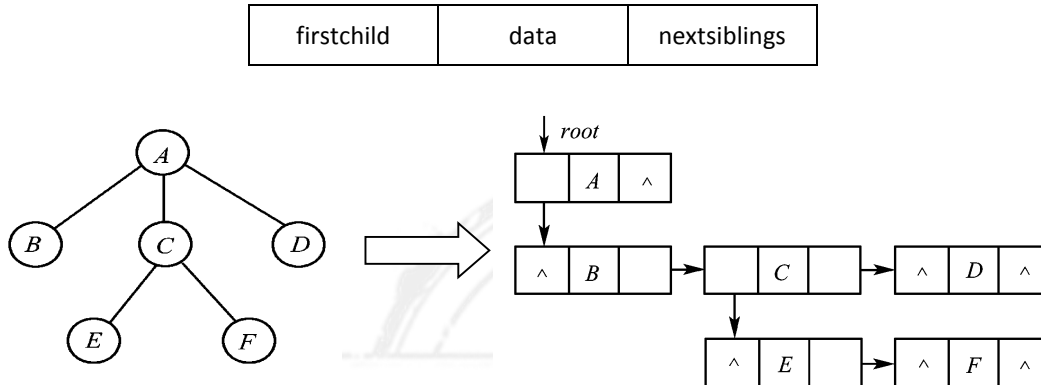 firstchild data nextsiblings
root
A A ^
B C D ^ B C ^ D ^
E F ^ E ^ F ^